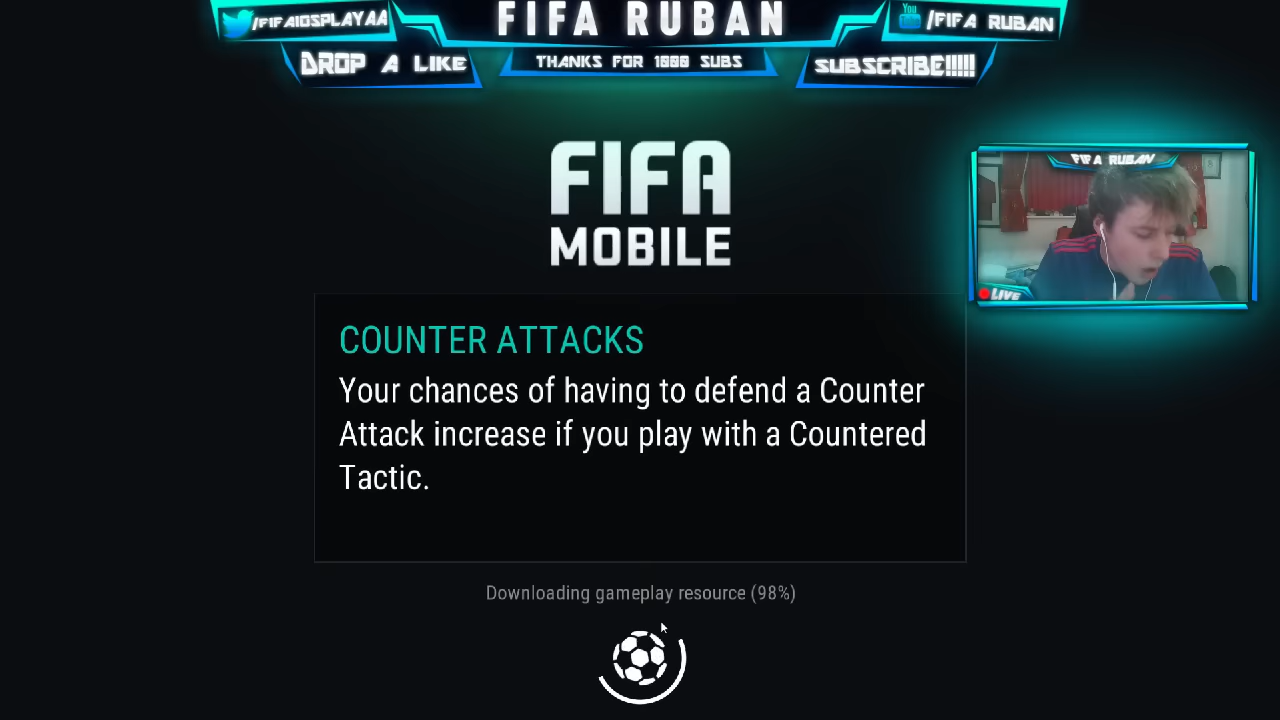 /FIFAIOSPLAYAA
FIFA RUBAN
You
/FIFA RUBAN
DROP A LIKE
THANKS FOR 1000 SUBS
SUBSCRIBE!!!!!
FIFA
MOBILE
FIFA RUBAN
LIVE
COUNTER ATTACKS
Your chances of having to defend a Counter
Attack increase if you play with a Countered
Tactic.
Downloading gameplay resource (98%)